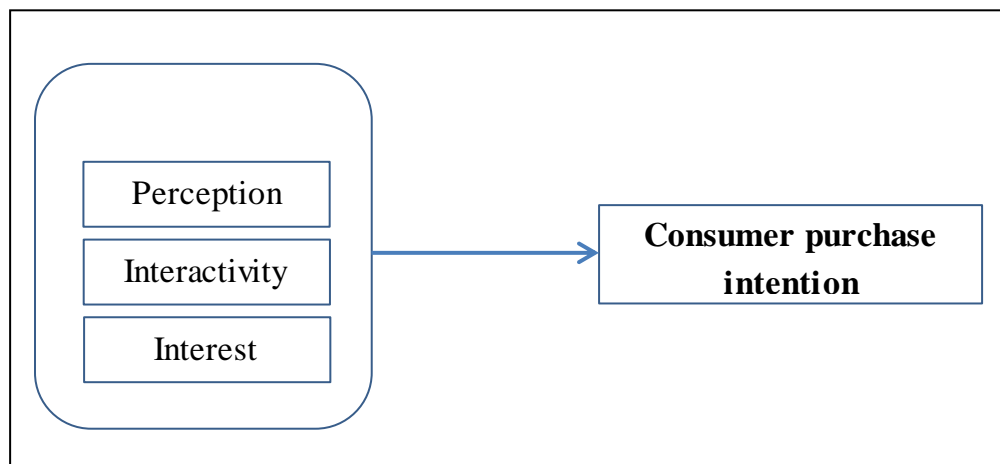 Perception
Interactivity
Interest
Consumer purchase
intention